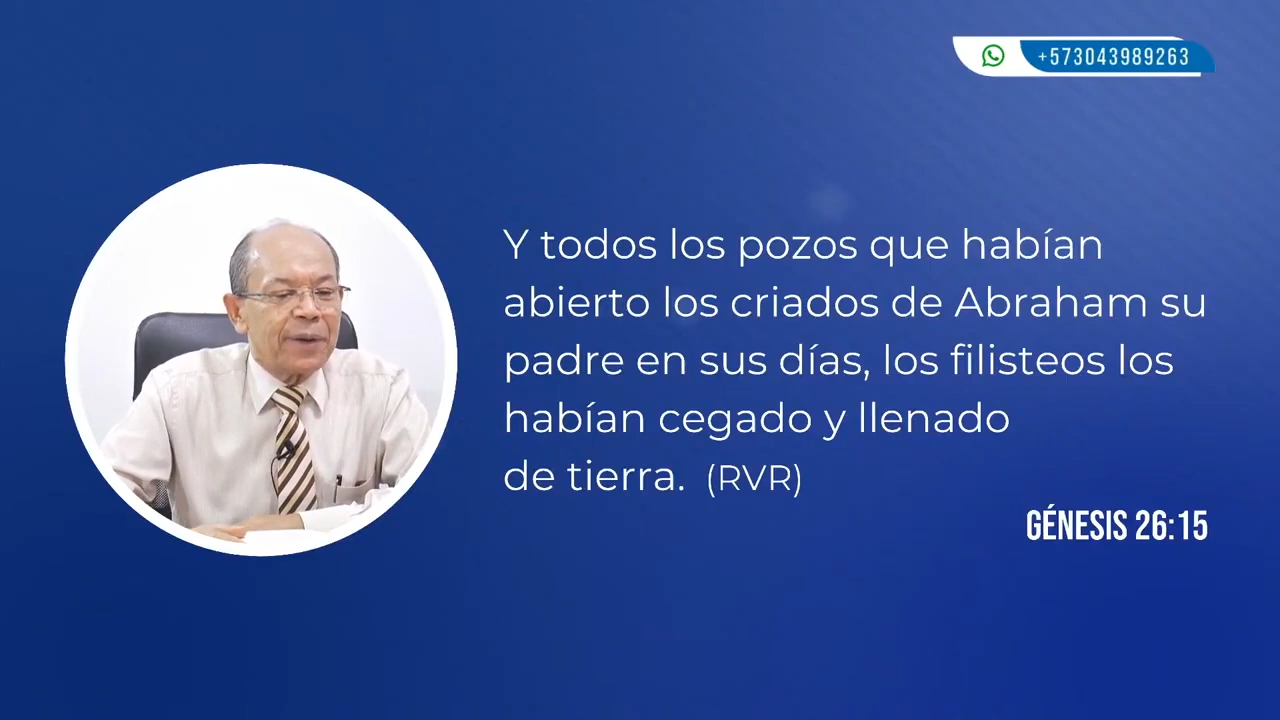 +573043989263
Y todos los pozos que habían
abierto los criados de Abraham su
padre en sus días, los filisteos los
habían cegado y llenado
de tierra. (RVR)
GÉNESIS 26:15